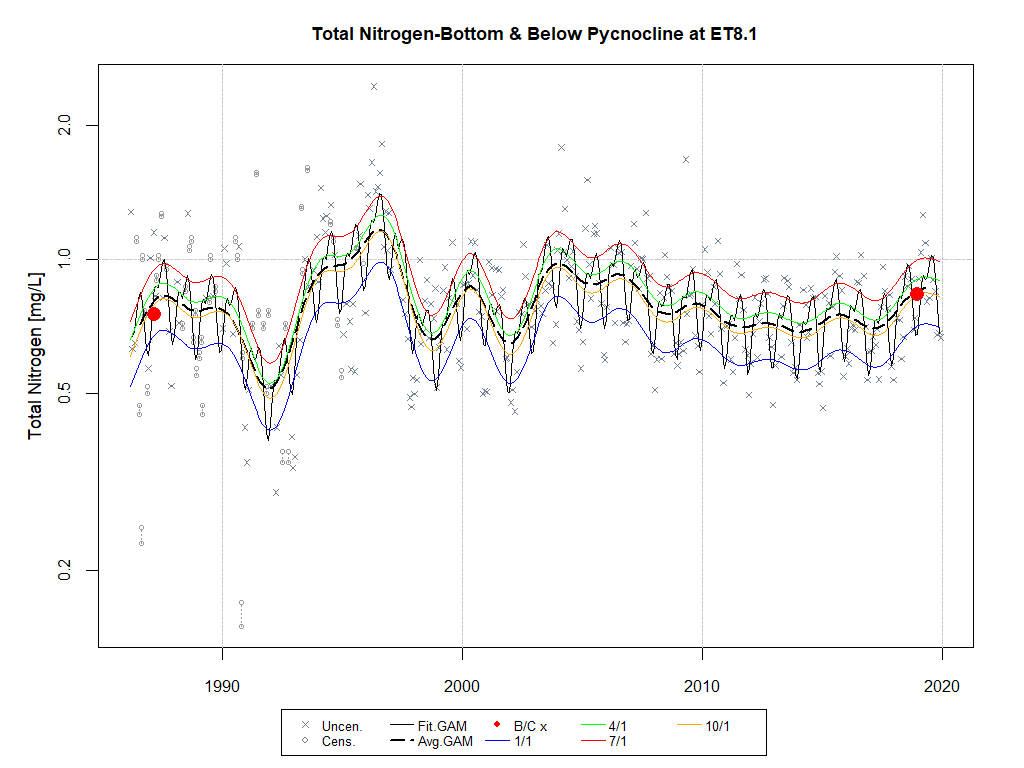 Total Nitrogen-Bottom & Below Pycnocline at ET8.1
Total Nitrogen [mg/L]
2.0
1.0
0.5
0.2
1990 2000 2010 2020
Uncen. Fit.GAM B/C x 4/1 10/1
Cens. Avg.GAM 1/1 7/1